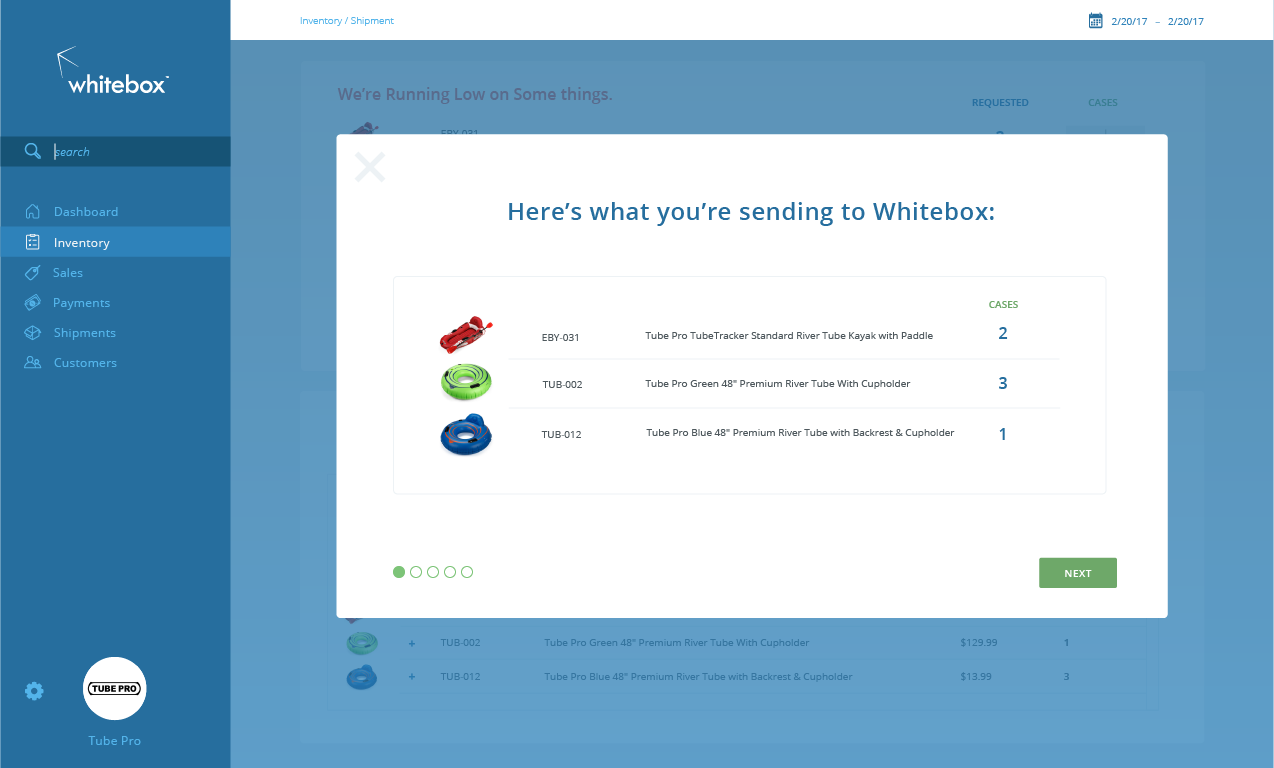 Inventory / Shipment
2/20/17 – 2/20/17
whitebox
search
Dashboard
Inventory
Sales
Payments
Shipments
Customers
TUBE PRO
Tube Pro
We’re Running Low on Some things.
REQUESTED CASES
EBY-031
Here’s what you’re sending to Whitebox:
CASES
EBY-031 Tube Pro TubeTracker Standard River Tube Kayak with Paddle 2
TUB-002 Tube Pro Green 48" Premium River Tube With Cupholder 3
TUB-012 Tube Pro Blue 48" Premium River Tube with Backrest & Cupholder 1
NEXT
+ TUB-002 Tube Pro Green 48" Premium River Tube With Cupholder $129.99 1
+ TUB-012 Tube Pro Blue 48" Premium River Tube with Backrest & Cupholder $13.99 3